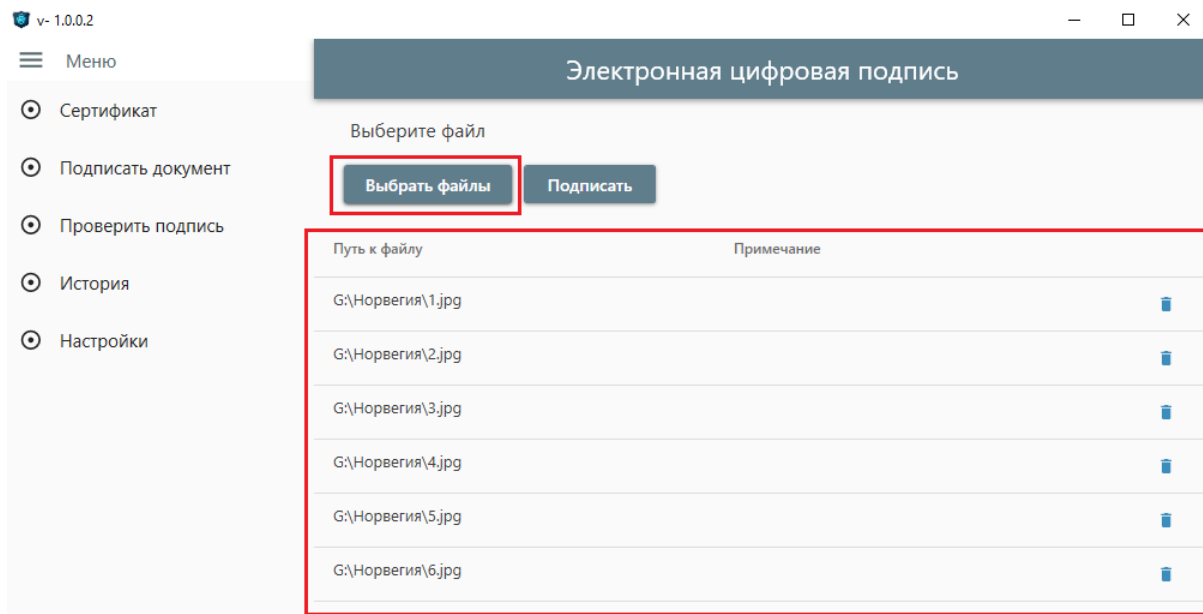 v- 1.0.0.2
Меню
Сертификат
Подписать документ
Проверить подпись
История
Настройки
Электронная цифровая подпись
Выберите файл
Выбрать файлы Подписать
Путь к файлу Примечание
G:\Норвегия\1.jpg
G:\Норвегия\2.jpg
G:\Норвегия\3.jpg
G:\Норвегия\4.jpg
G:\Норвегия\5.jpg
G:\Норвегия\6.jpg